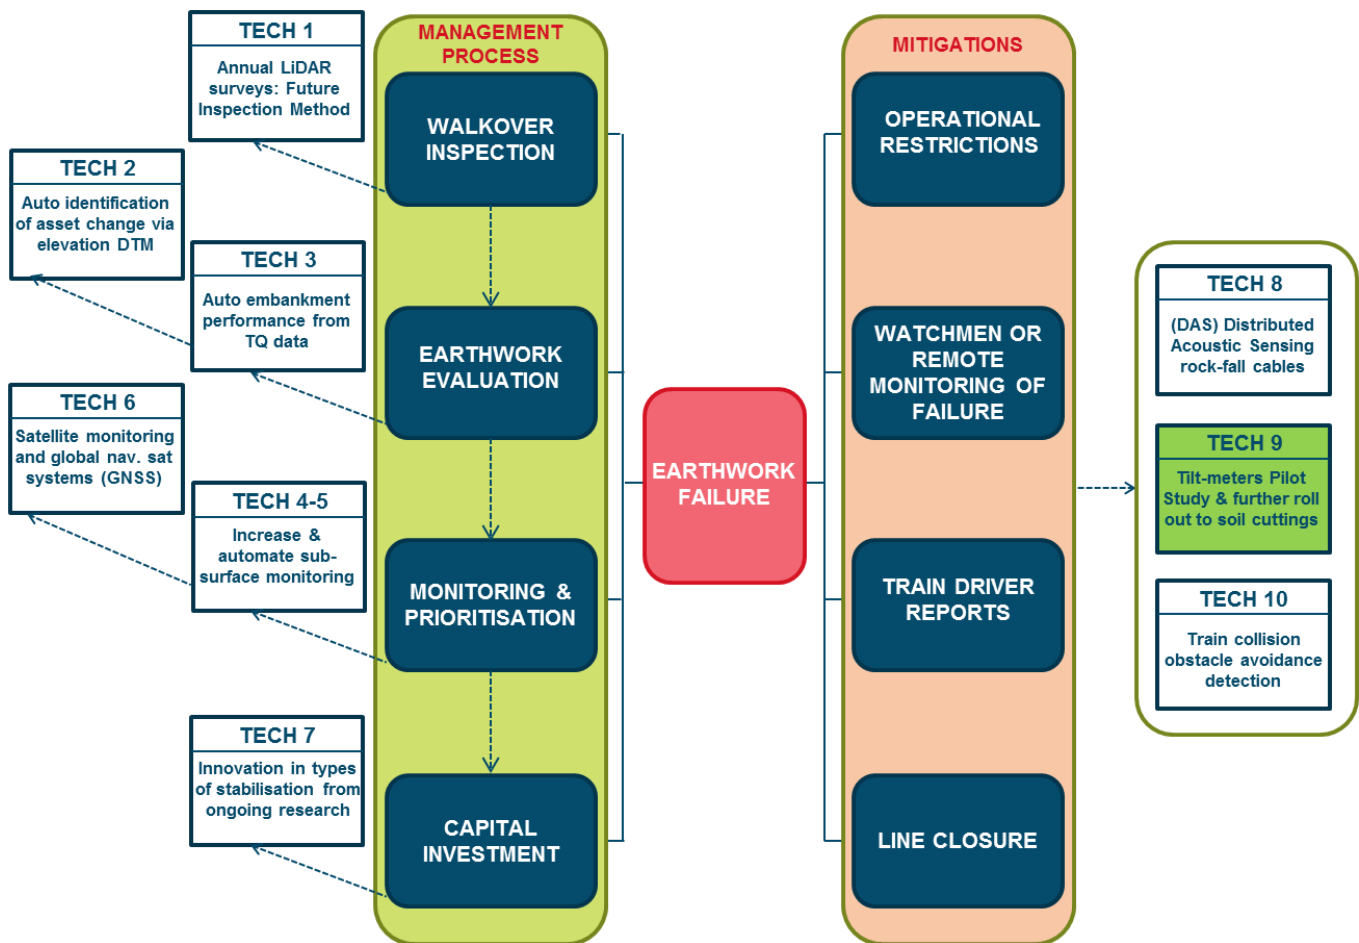 TECH 1
Annual LiDAR
surveys: Future
Inspection Method
TECH 2
Auto identification
of asset change via
elevation DTM
TECH 3
Auto embankment
performance from
TQ data
TECH 6
Satellite monitoring
and global nav. sat
systems (GNSS)
TECH 4-5
Increase &
automate sub-
surface monitoring
TECH 7
Innovation in types
of stabilisation from
ongoing research
MANAGEMENT
PROCESS
WALKOVER
INSPECTION
EARTHWORK
EVALUATION
MONITORING &
PRIORITISATION
CAPITAL
INVESTMENT
EARTHWORK
FAILURE
MITIGATIONS
OPERATIONAL
RESTRICTIONS
WATCHMEN OR
REMOTE
MONITORING OF
FAILURE
TRAIN DRIVER
REPORTS
LINE CLOSURE
TECH 8
(DAS) Distributed
Acoustic Sensing
rock-fall cables
TECH 9
Tilt-meters Pilot
Study & further roll
out to soil cuttings
TECH 10
Train collision
obstacle avoidance
detection